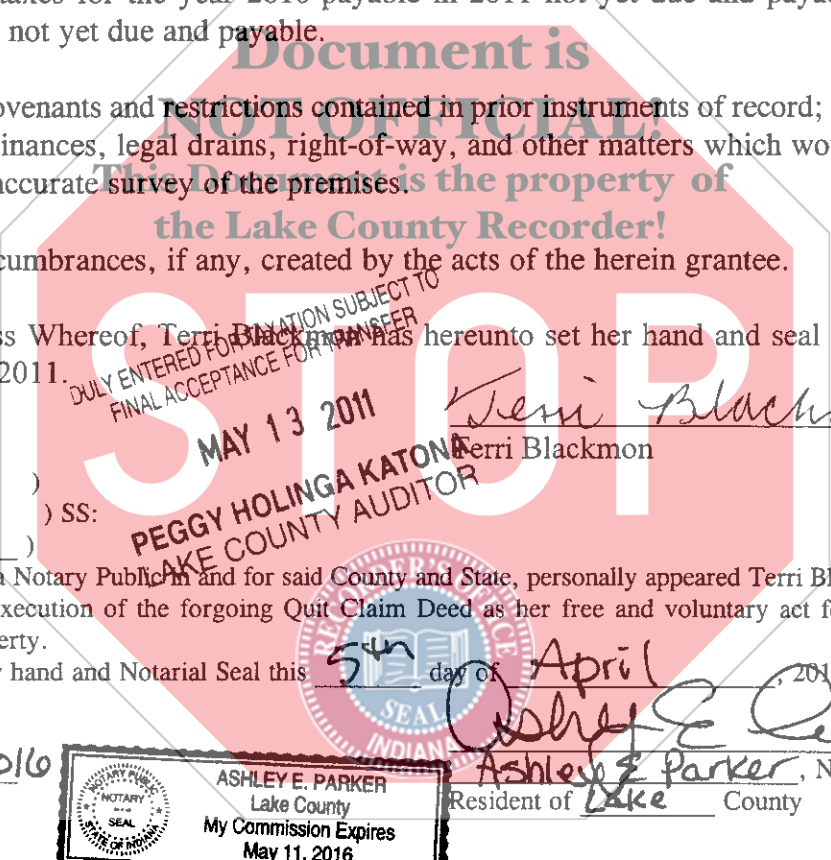 taxes for the year 2010 payable in 2011 not yet due and payab
not yet due and payable.
Document is
ovenants and restrictions contained in prior instruments of record;
NOT OFFICIAL!
inances, legal drains, right-of-way, and other matters which wo
This Document is the property of
accurate survey of the premises.
the Lake County Recorder!
cumbrances, if any, created by the acts of the herein grantee.
STOP
ss Whereof, Terri Blackmon has hereunto set her hand and seal
2011.
DULY ENTERED FOR TAXATION SUBJECT TO
FINAL ACCEPTANCE FOR TRANSFER
MAY 13 2011
PEGGY HOLINGA KATONA
LAKE COUNTY AUDITOR
Terri Blackm
Terri Blackmon
)
) SS:
)
a Notary Public in and for said County and State, personally appeared Terri Bl
execution of the forgoing Quit Claim Deed as her free and voluntary act f
erty.
y hand and Notarial Seal this 5th day of April, 201
RECORDER'S OFFICE
SEAL
INDIANA
Ashley E
016
Ashley E Parker, N
Resident of Lake County
NOTARY PUBLIC
NOTARY
SEAL
STATE OF INDIANA
ASHLEY E. PARKER
Lake County
My Commission Expires
May 11, 2016